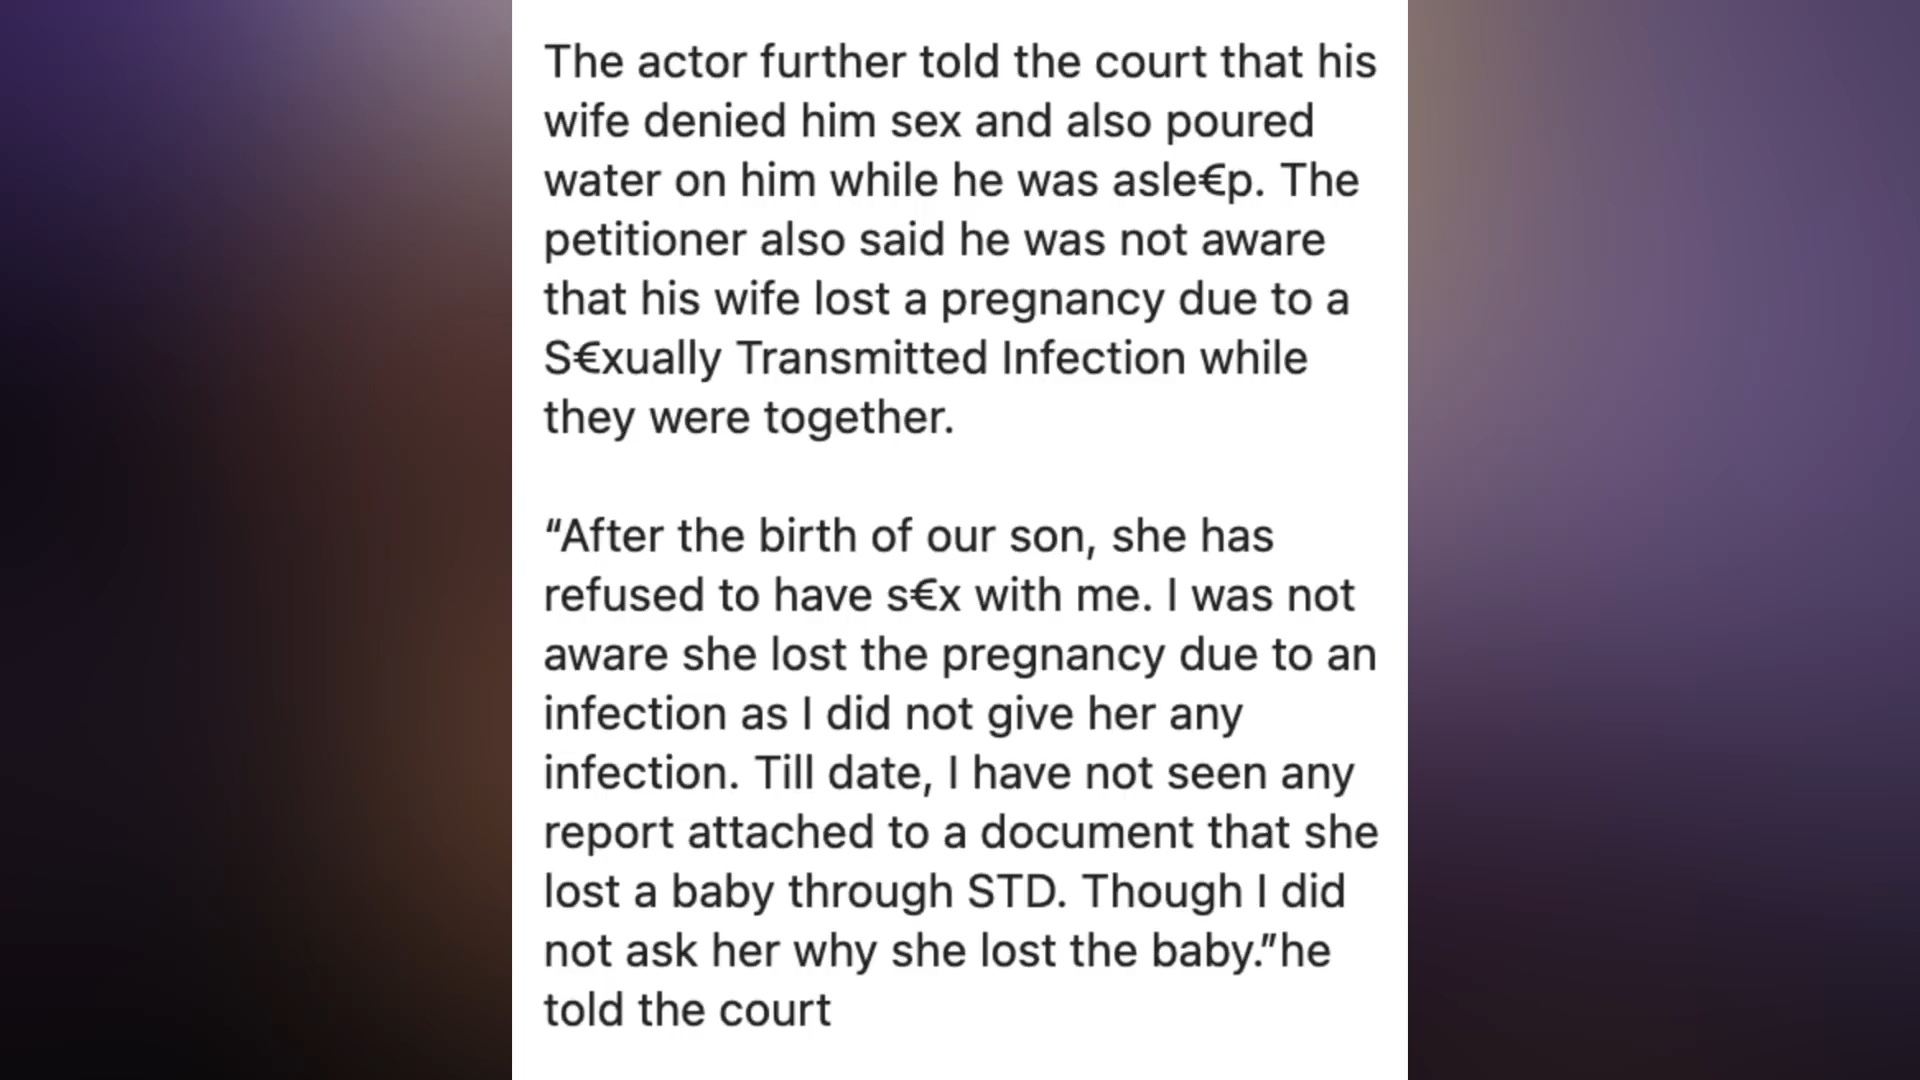 The actor further told the court that his
wife denied him sex and also poured
water on him while he was asle€p. The
petitioner also said he was not aware
that his wife lost a pregnancy due to a
S€xually Transmitted Infection while
they were together.
“After the birth of our son, she has
refused to have s€x with me. I was not
aware she lost the pregnancy due to an
infection as I did not give her any
infection. Till date, I have not seen any
report attached to a document that she
lost a baby through STD. Though I did
not ask her why she lost the baby.”he
told the court